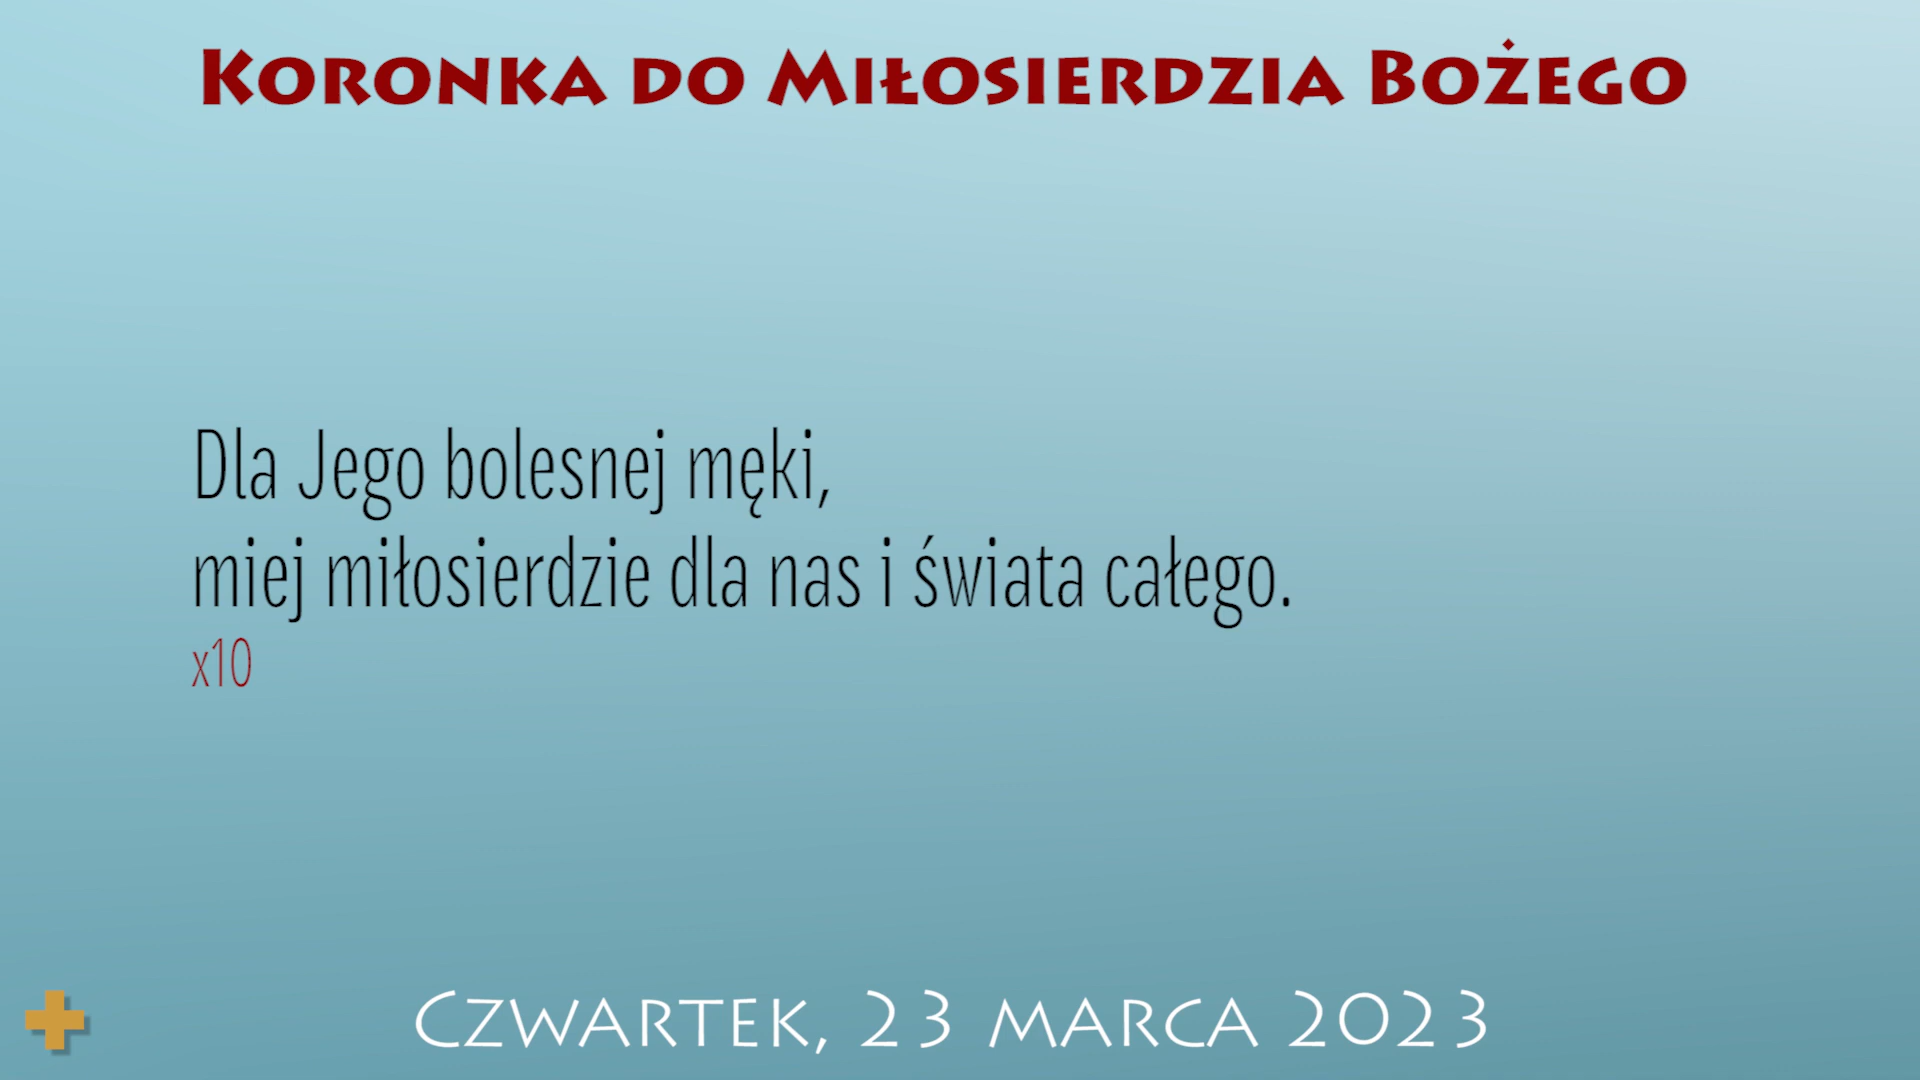 Koronka do Miłosierdzia Bożego
Dla Jego bolesnej męki,
miej miłosierdzie dla nas i świata całego.
x10
Czwartek, 23 marca 2023